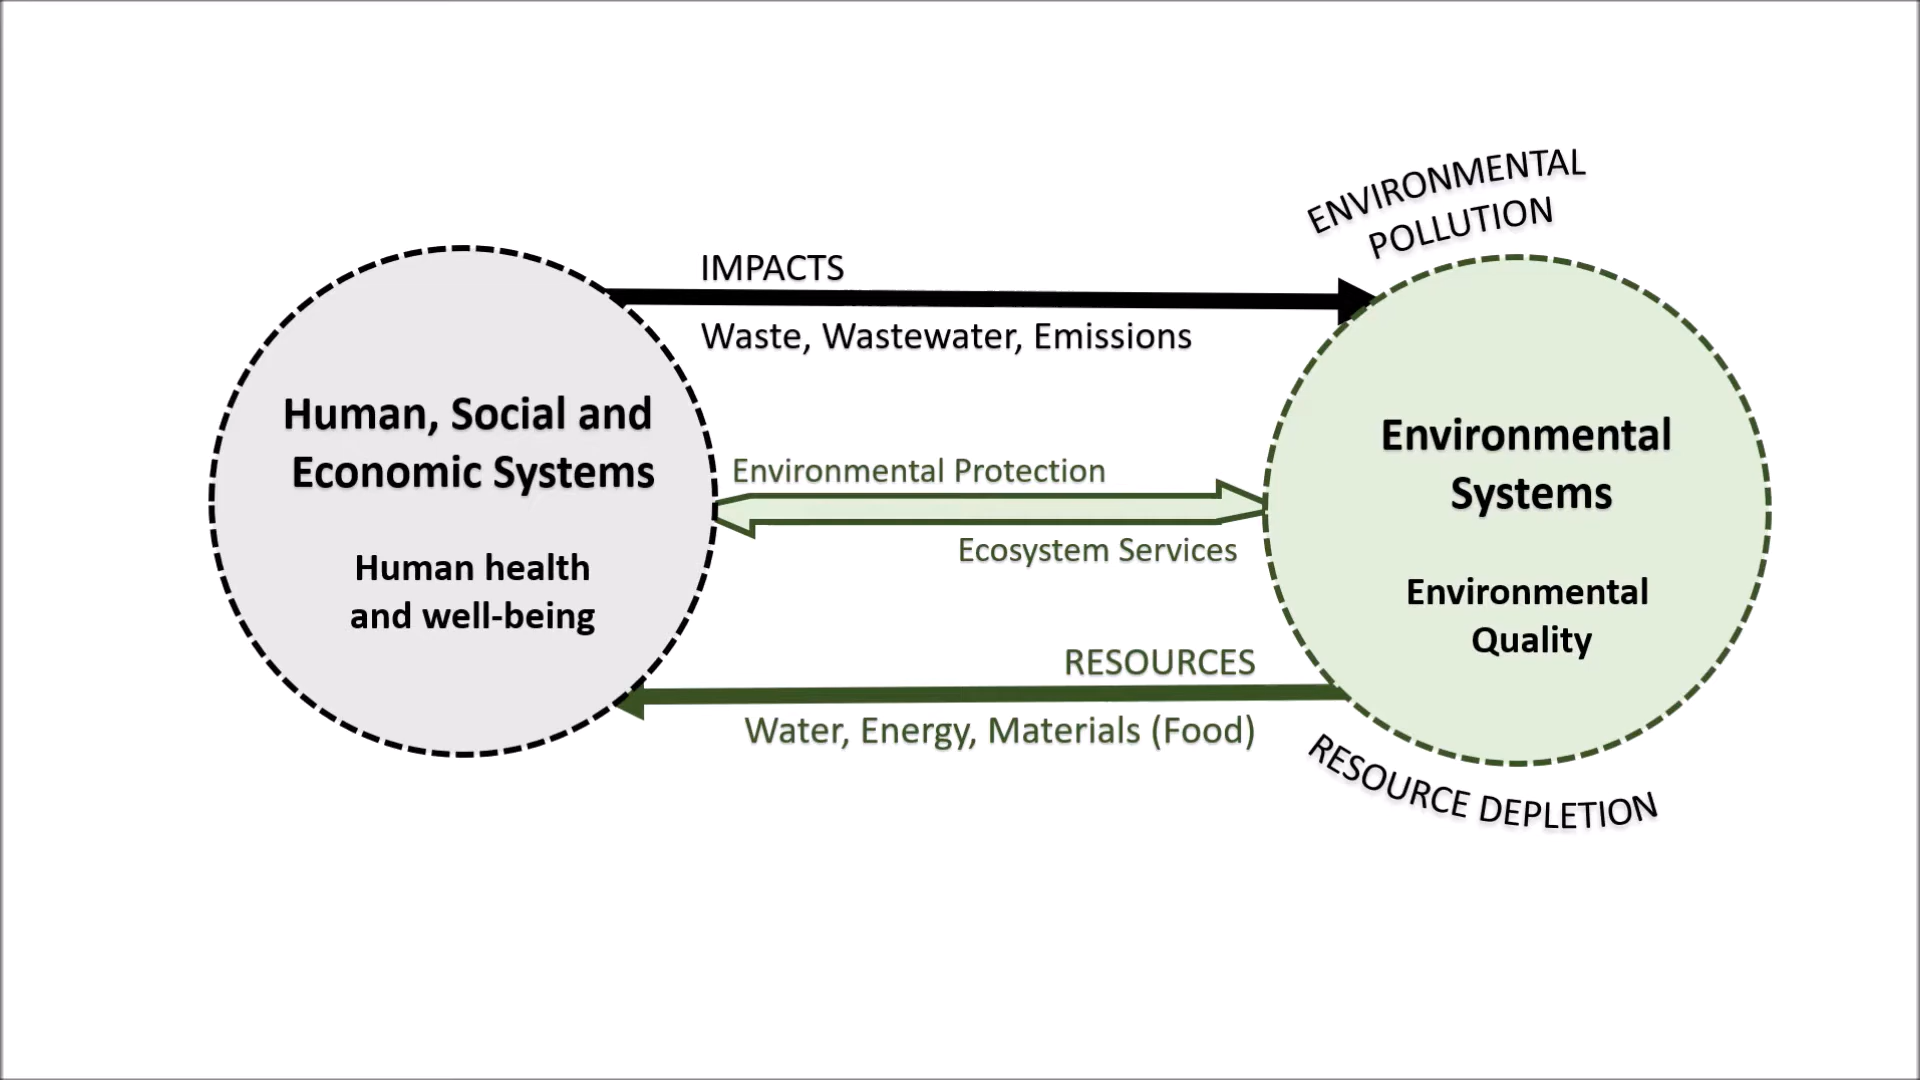 ENVIRONMENTAL
POLLUTION
IMPACTS
Waste, Wastewater, Emissions
Human, Social and
Economic Systems
Human health
and well-being
Environmental Protection
Ecosystem Services
Environmental
Systems
Environmental
Quality
RESOURCES
Water, Energy, Materials (Food)
RESOURCE DEPLETION